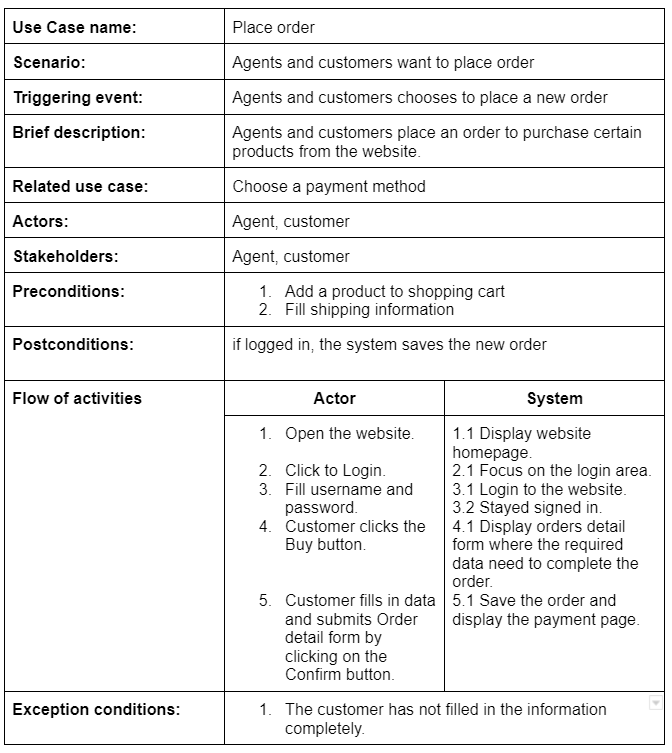 Use Case name: Place order
Scenario: Agents and customers want to place order
Triggering event: Agents and customers chooses to place a new order
Brief description: Agents and customers place an order to purchase certain
products from the website.
Related use case: Choose a payment method
Actors: Agent, customer
Stakeholders: Agent, customer
Preconditions: 1. Add a product to shopping cart
2. Fill shipping information
Postconditions: if logged in, the system saves the new order
Flow of activities Actor System
1. Open the website.
2. Click to Login.
3. Fill username and
password.
4. Customer clicks the
Buy button.
5. Customer fills in data
and submits Order
detail form by
clicking on the
Confirm button.
1.1 Display website
homepage.
2.1 Focus on the login area.
3.1 Login to the website.
3.2 Stayed signed in.
4.1 Display orders detail
form where the required
data need to complete the
order.
5.1 Save the order and
display the payment page.
Exception conditions: 1. The customer has not filled in the information
completely.